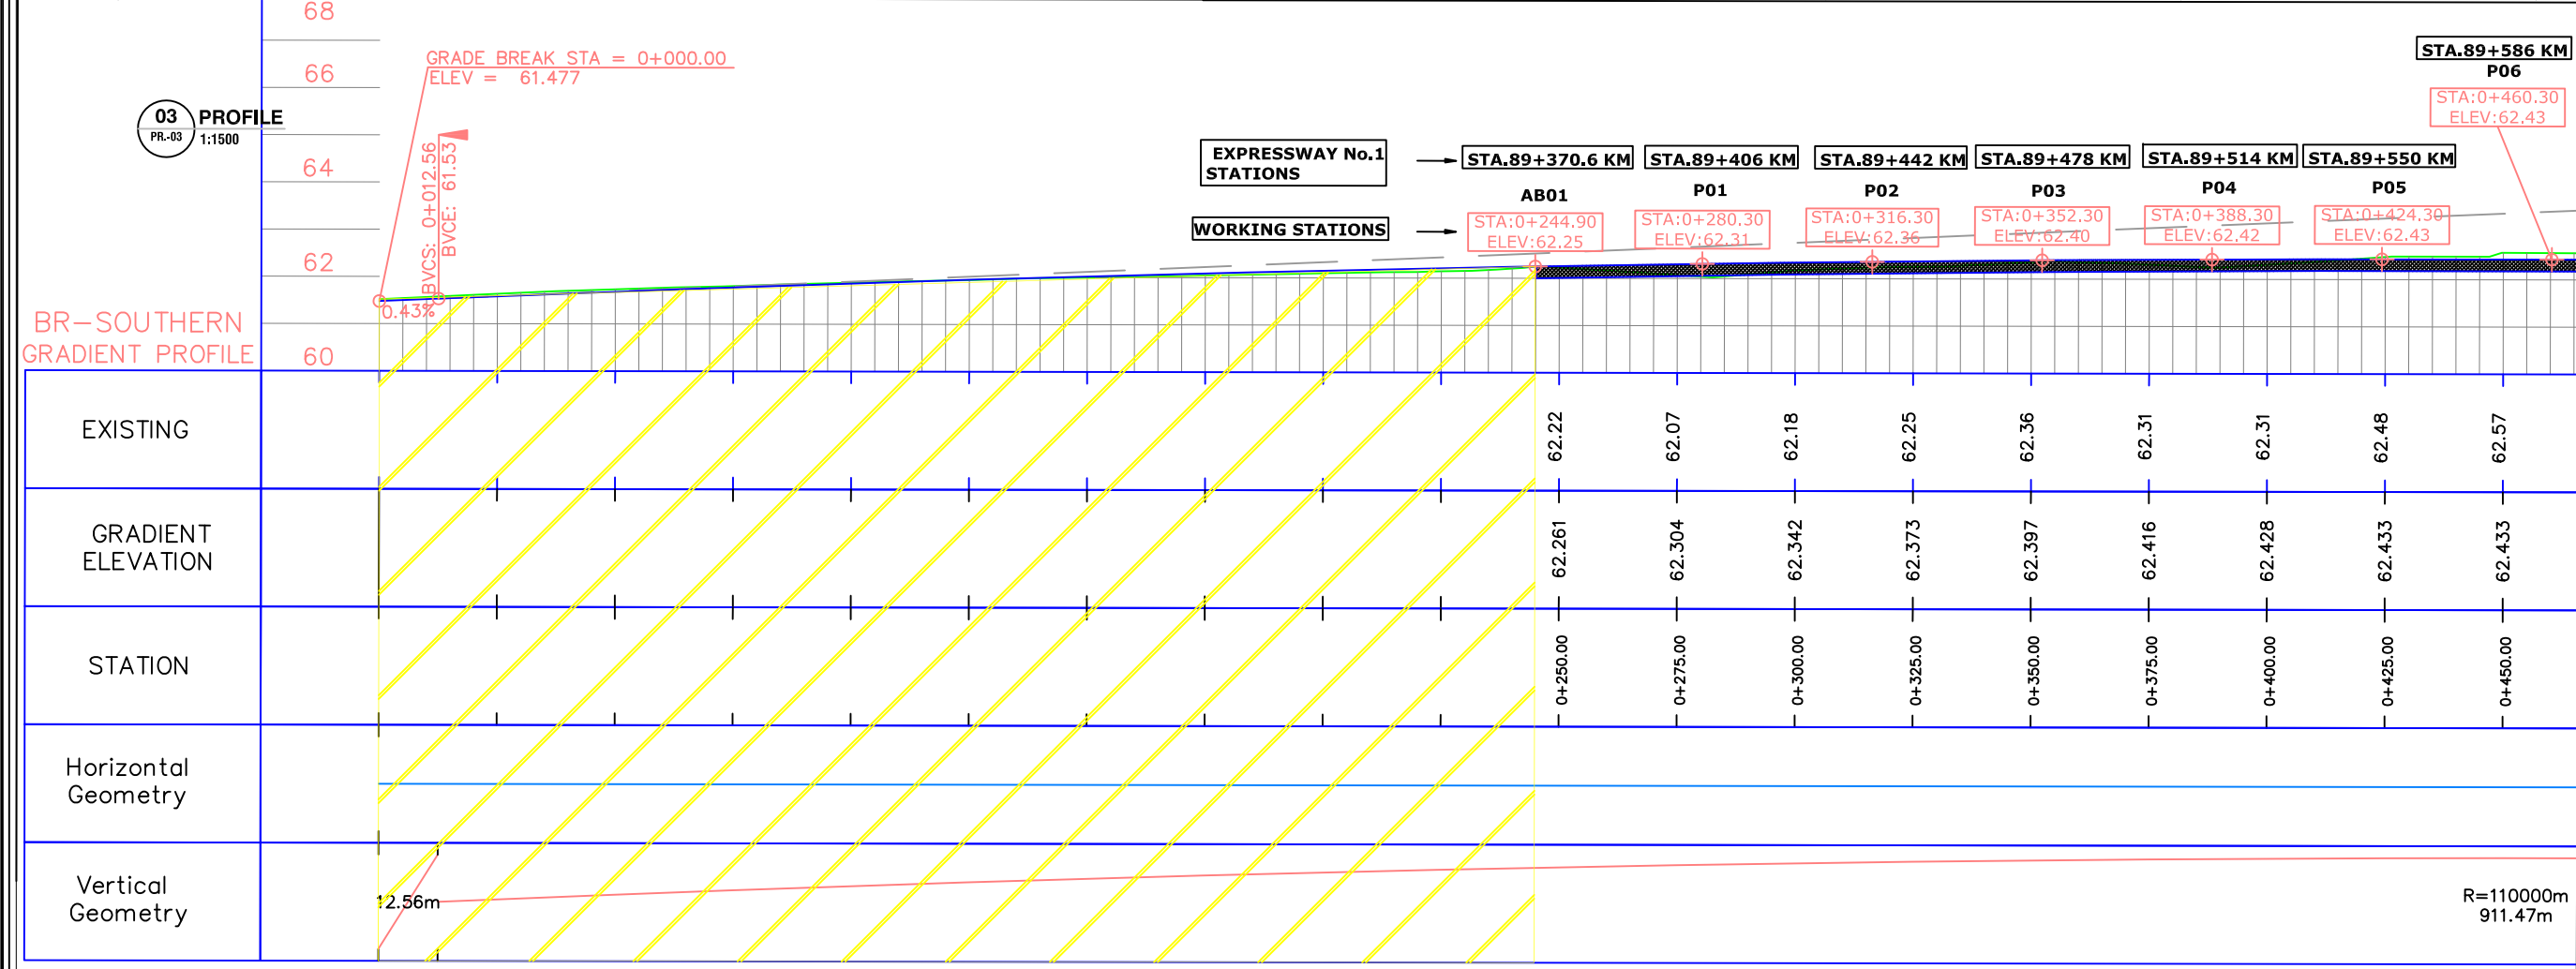 68
66
64
62
60
03
PR.-03
PROFILE
1:1500
GRADE BREAK STA = 0+000.00
ELEV = 61.477
BVCS: 0+012.56
BVCE: 61.53
0.43%
EXPRESSWAY No.1
STATIONS
STA.89+370.6 KM
STA.89+406 KM
STA.89+442 KM
STA.89+478 KM
STA.89+514 KM
STA.89+550 KM
STA.89+586 KM
AB01
P01
P02
P03
P04
P05
P06
WORKING STATIONS
STA:0+244.90
ELEV:62.25
STA:0+280.30
ELEV:62.31
STA:0+316.30
ELEV:62.36
STA:0+352.30
ELEV:62.40
STA:0+388.30
ELEV:62.42
STA:0+424.30
ELEV:62.43
STA:0+460.30
ELEV:62.43
BR-SOUTHERN
GRADIENT PROFILE
EXISTING
62.222
62.07
62.18
62.25
62.36
62.31
62.31
62.48
62.57
GRADIENT
ELEVATION
62.261
62.304
62.342
62.373
62.397
62.416
62.428
62.433
62.433
STATION
0+250.00
0+275.00
0+300.00
0+325.00
0+350.00
0+375.00
0+400.00
0+425.00
0+450.00
Horizontal
Geometry
Vertical
Geometry
12.56m
R=110000m
911.47m